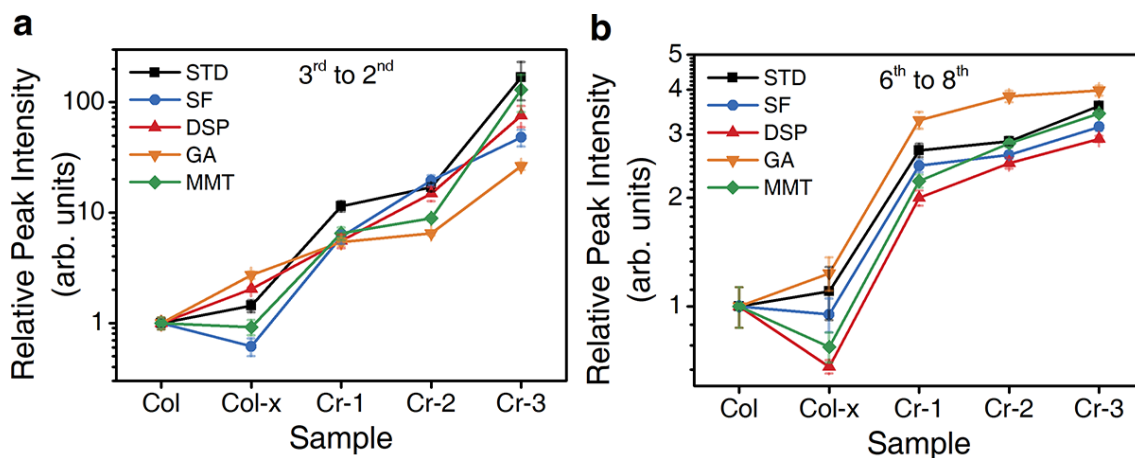 a
3rd to 2nd
STD
SF
DSP
GA
MMT
100
10
1
Relative Peak Intensity
(arb. units)
Col Col-x Cr-1 Cr-2 Cr-3
Sample
b
6th to 8th
STD
SF
DSP
GA
MMT
5
4
3
2
1
Relative Peak Intensity
(arb. units)
Col Col-x Cr-1 Cr-2 Cr-3
Sample